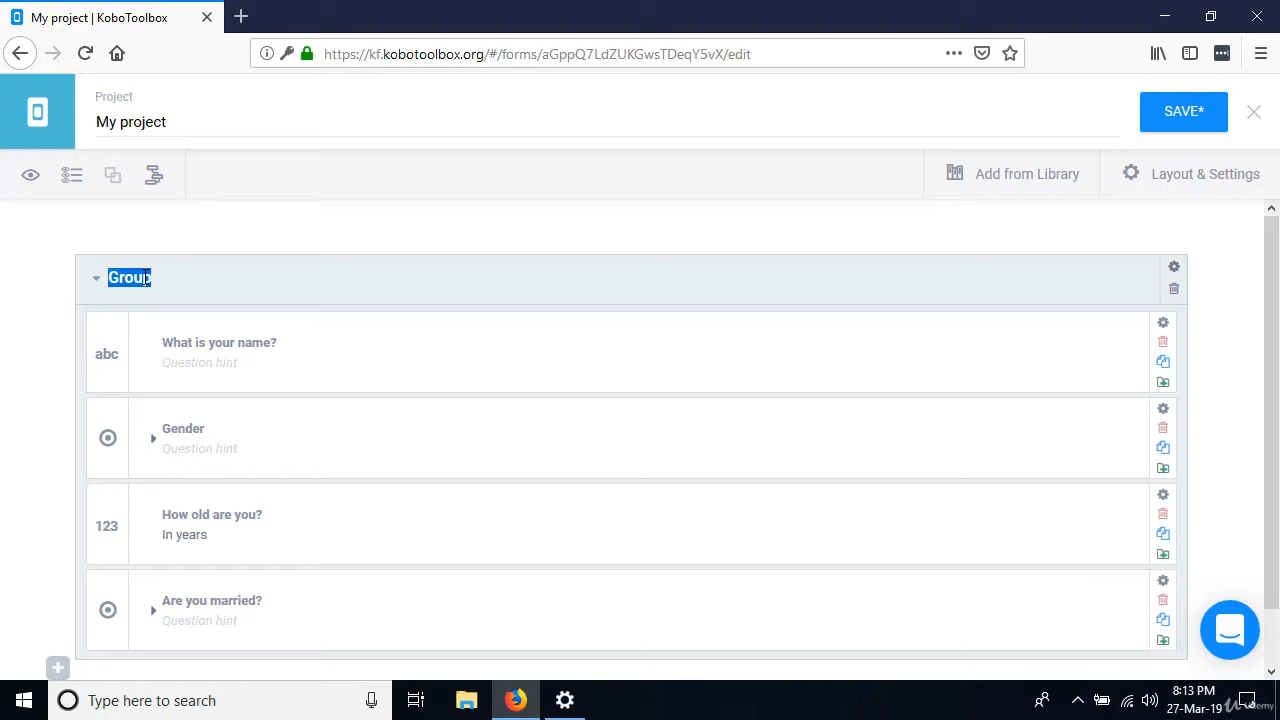 My project | KoboToolbox
https://kf.kobotoolbox.org/#/forms/aGppQ7LdZUKGwsTDeqY5vX/edit
Project
My project
SAVE*
Add from Library
Layout & Settings
Group
abc
What is your name?
Question hint
Gender
Question hint
123
How old are you?
In years
Are you married?
Question hint
Type here to search
8:13 PM
27-Mar-19
Udemy